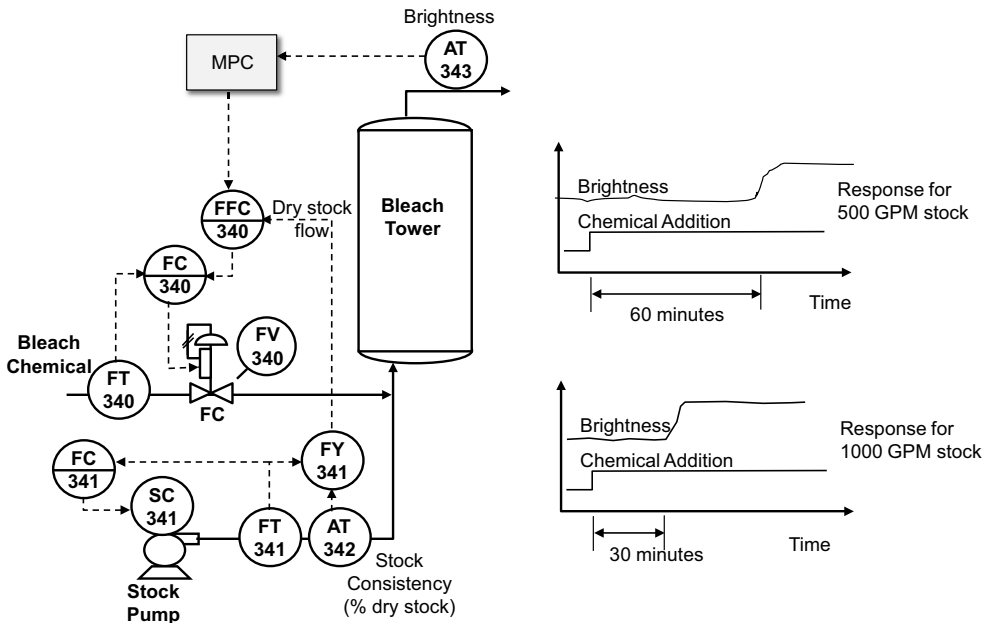 Brightness
MPC
AT
343
FFC
340
Dry stock
flow
Bleach
Tower
FC
340
Bleach
Chemical
FT
340
FV
340
FC
FC
341
SC
341
FY
341
FT
341
AT
342
Stock
Pump
Stock
Consistency
(% dry stock)
Brightness
Chemical Addition
Response for
500 GPM stock
Time
60 minutes
Brightness
Chemical Addition
Response for
1000 GPM stock
Time
30 minutes